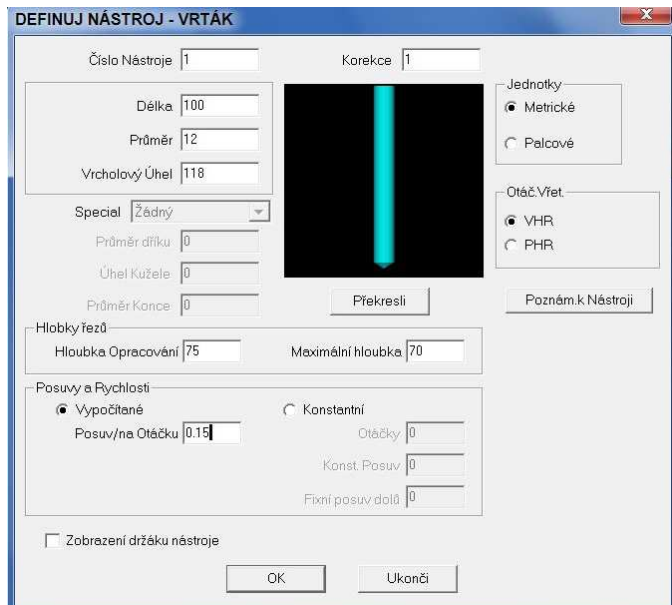 DEFINUJ NÁSTROJ - VRTÁK
Číslo Nástroje 1
Korekce 1
Délka 100
Průměr 12
Vrcholový Úhel 118
Jednotky
Metrické
Palcové
Special Žádný
Průměr dříku 0
Úhel Kužele 0
Průměr Konce 0
Otáč.Vřet.
VHR
PHR
Překresli
Poznám.k Nástroji
Hlobky řezů
Hloubka Opracování 75
Maximální hloubka 70
Posuvy a Rychlosti
Vypočítané
Konstantní
Posuv/na Otáčku 0.15
Otáčky 0
Konst. Posuv 0
Fixní posuv dolů 0
Zobrazení držáku nástroje
OK
Ukonči